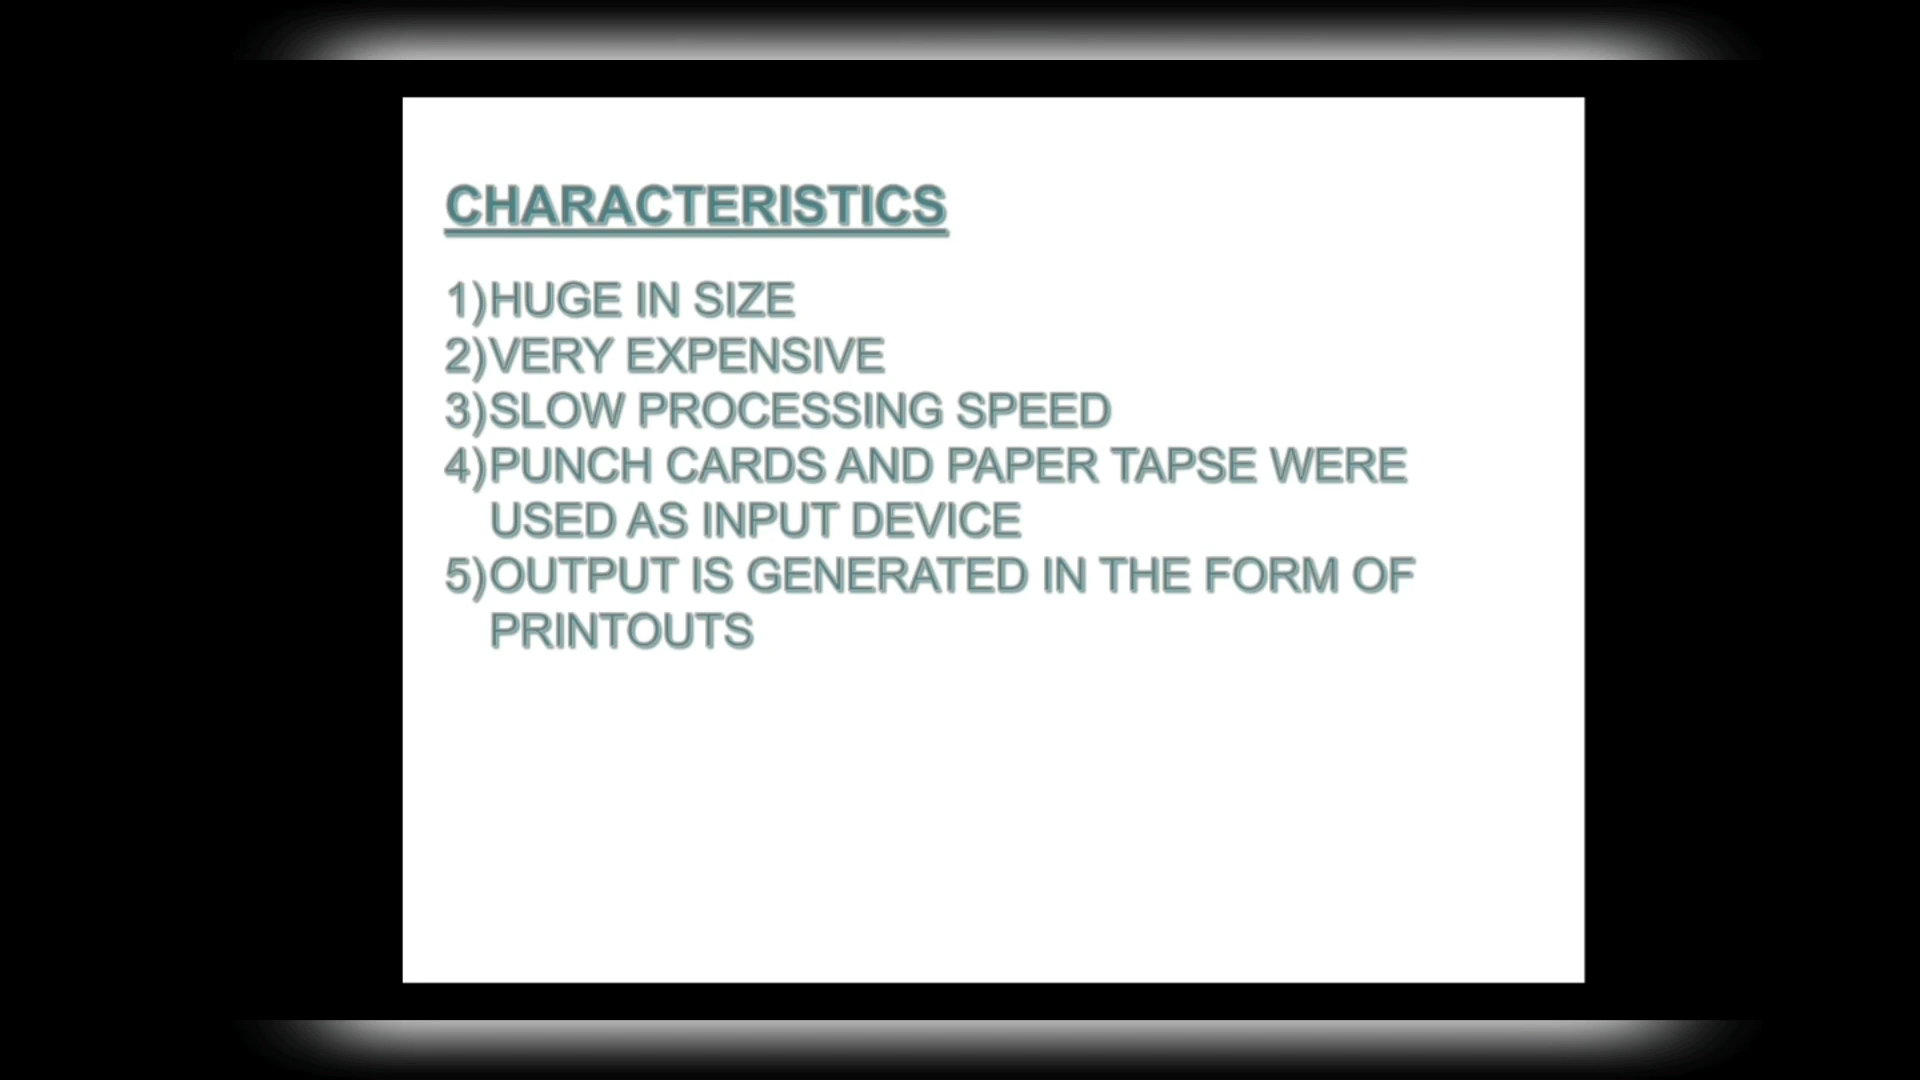 CHARACTERISTICS
1)HUGE IN SIZE
2)VERY EXPENSIVE
3)SLOW PROCESSING SPEED
4)PUNCH CARDS AND PAPER TAPSE WERE
USED AS INPUT DEVICE
5)OUTPUT IS GENERATED IN THE FORM OF
PRINTOUTS